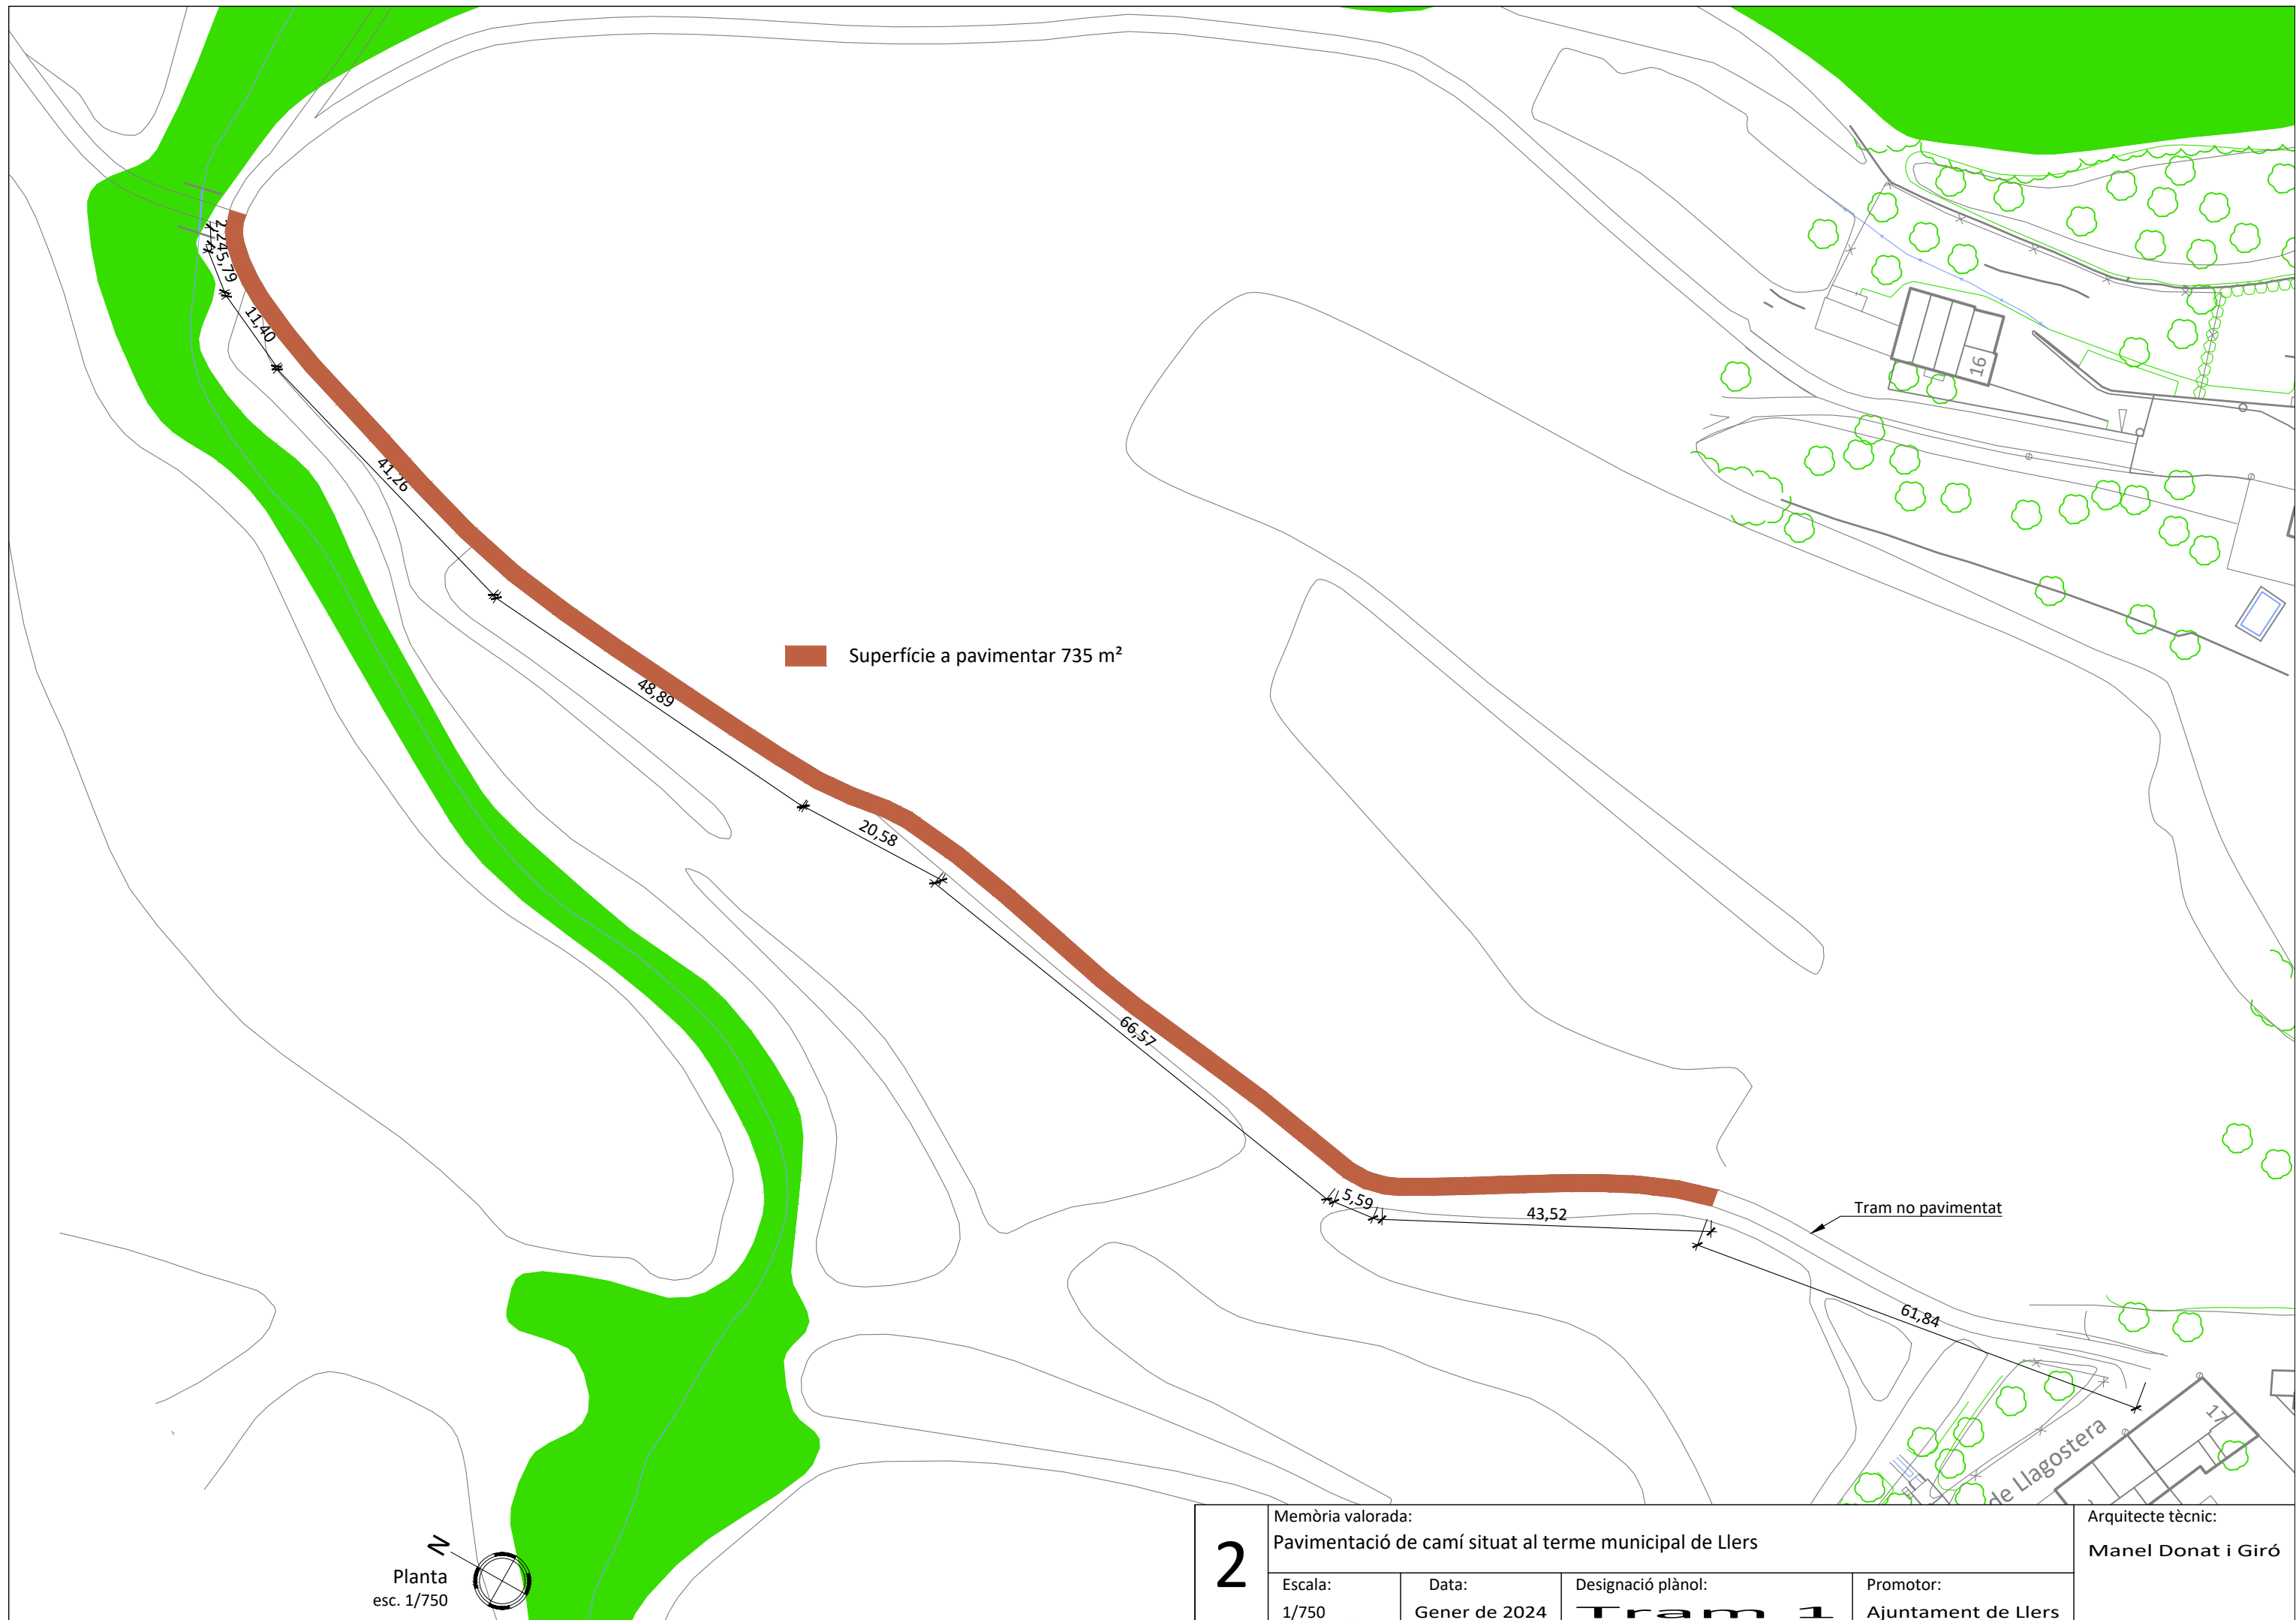 2,24
5,79
11,40
41,26
48,89
20,58
66,57
5,59
43,52
61,84
16
Superfície a pavimentar 735 m²
Tram no pavimentat
17
de Llagostera
N
Planta
esc. 1/750
2
Memòria valorada:
Pavimentació de camí situat al terme municipal de Llers
Arquitecte tècnic:
Manel Donat i Giró
Escala:
1/750
Data:
Gener de 2024
Designació plànol:
Tram 1
Promotor:
Ajuntament de Llers